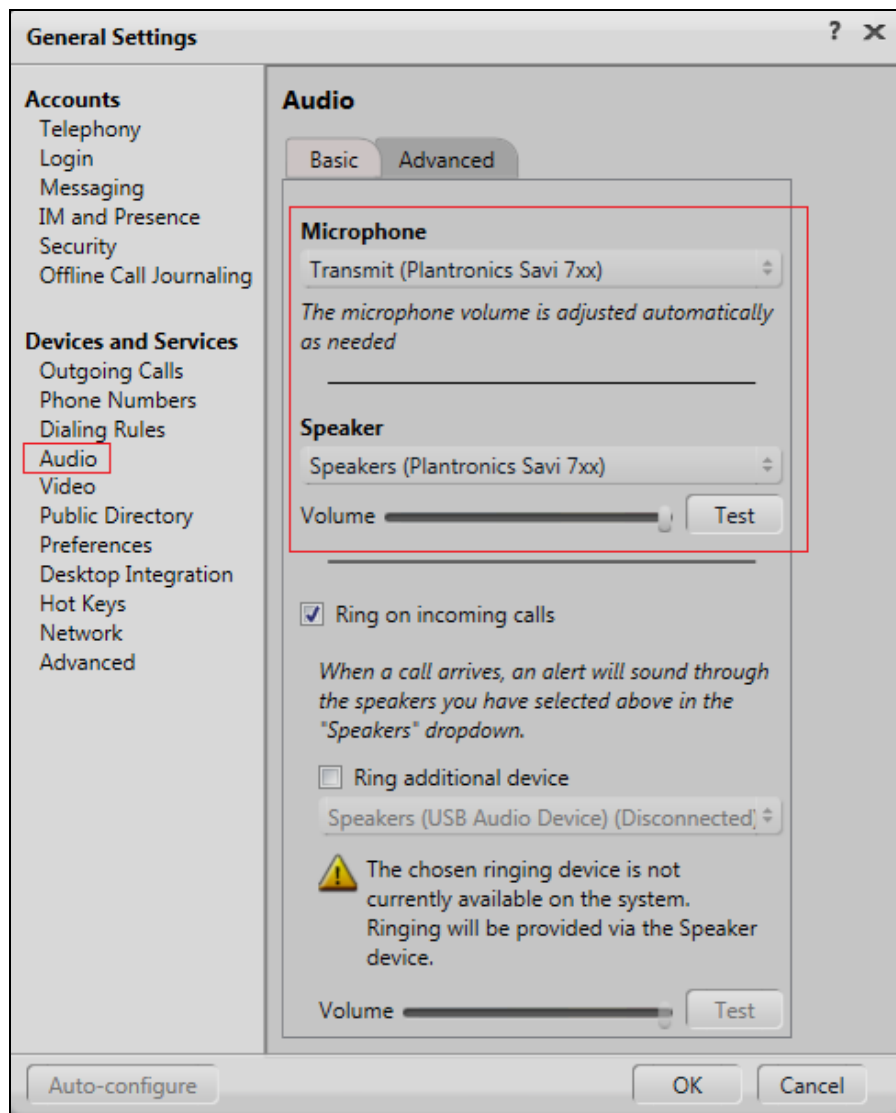 General Settings
?
Accounts
Telephony
Login
Messaging
IM and Presence
Security
Offline Call Journaling
Devices and Services
Outgoing Calls
Phone Numbers
Dialing Rules
Audio
Video
Public Directory
Preferences
Desktop Integration
Hot Keys
Network
Advanced
Audio
Basic
Advanced
Microphone
Transmit (Plantronics Savi 7xx)
The microphone volume is adjusted automatically
as needed
Speaker
Speakers (Plantronics Savi 7xx)
Volume
Test
Ring on incoming calls
When a call arrives, an alert will sound through
the speakers you have selected above in the
"Speakers" dropdown.
Ring additional device
Speakers (USB Audio Device) (Disconnected)
The chosen ringing device is not
currently available on the system.
Ringing will be provided via the Speaker
device.
Volume
Test
Auto-configure
OK
Cancel